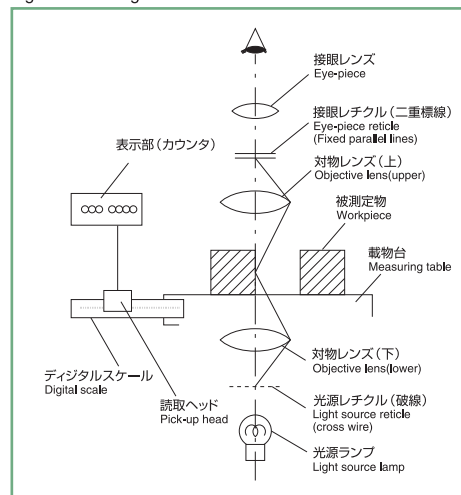 接眼レンズ
Eye-piece
接眼レチクル（二重標線）
Eye-piece reticle
(Fixed parallel lines)
対物レンズ（上）
Objective lens(upper)
被測定物
Workpiece
載物台
Measuring table
表示部（カウンタ）
ディジタルスケール
Digital scale
読取ヘッド
Pick-up head
対物レンズ（下）
Objective lens(lower)
光源レチクル（破線）
Light source reticle
(cross wire)
光源ランプ
Light source lamp